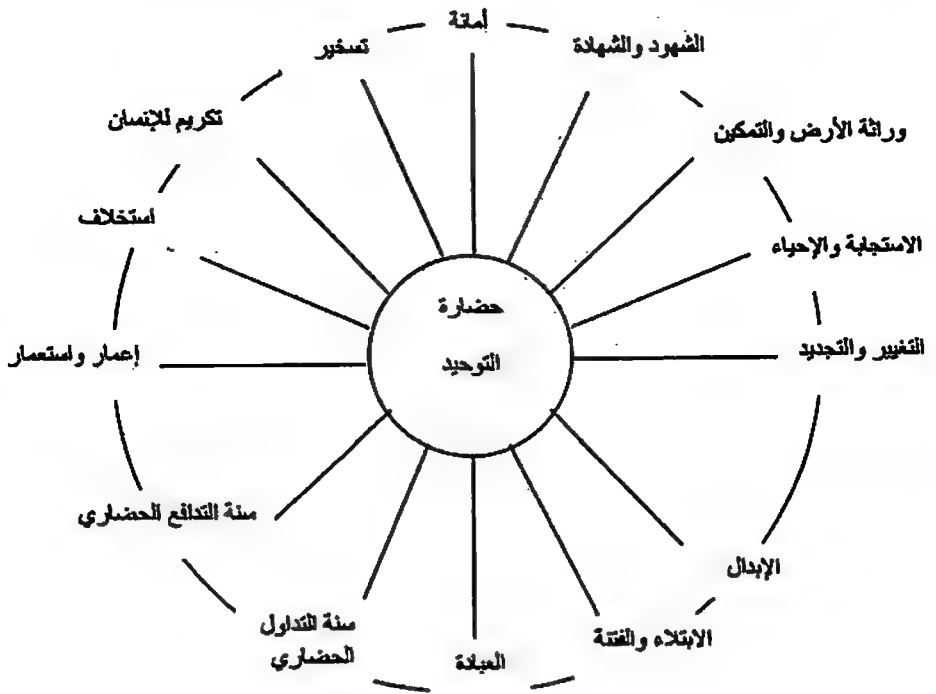 أمانة
الشهود والشهادة
وراثة الأرض والتمكين
الاستجابة والإحياء
التغيير والتجديد
الإبدال
الابتلاء والفتنة
العبادة
سنة التداول
الحضاري
سنة التدافع الحضاري
إعمار واستعمار
استخلاف
تكريم للإنسان
تسخير
حضارة
التوحيد